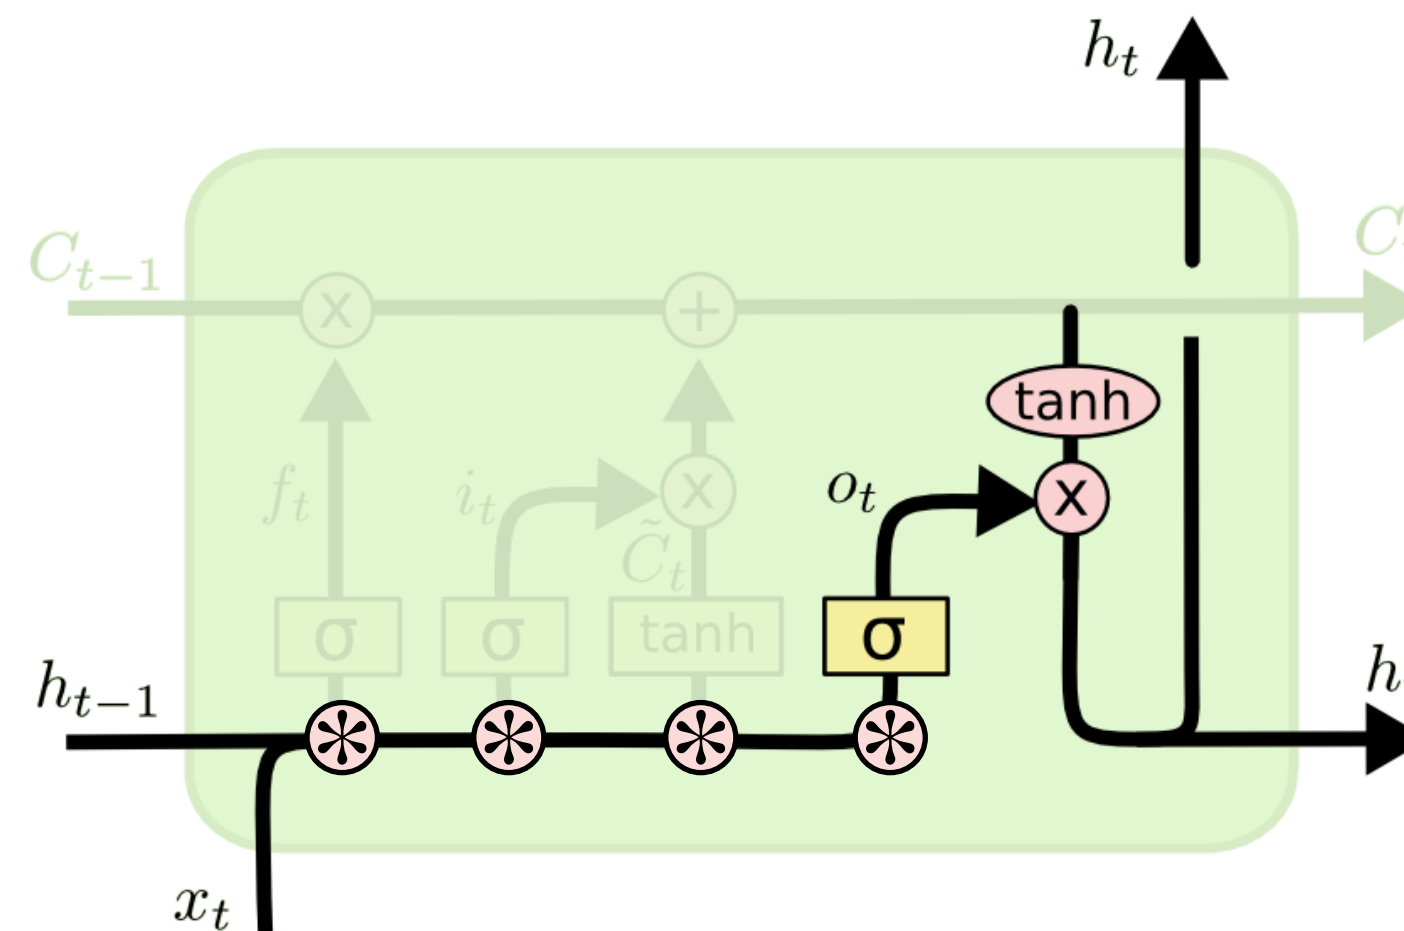 h_t
C_{t-1}
x
+
C
tanh
f_t
i_t
x
o_t
x
C̃_t
σ
σ
tanh
σ
h_{t-1}
h
x_t